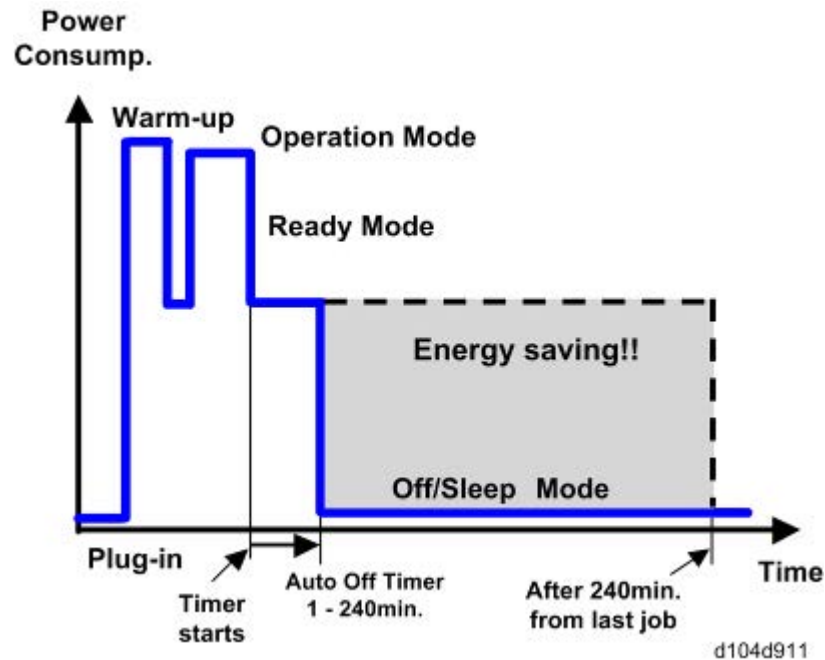 Power
Consump.
Warm-up
Operation Mode
Ready Mode
Energy saving!!
Off/Sleep Mode
Plug-in
Time
Timer
starts
Auto Off Timer
1 - 240min.
After 240min.
from last job
d104d911